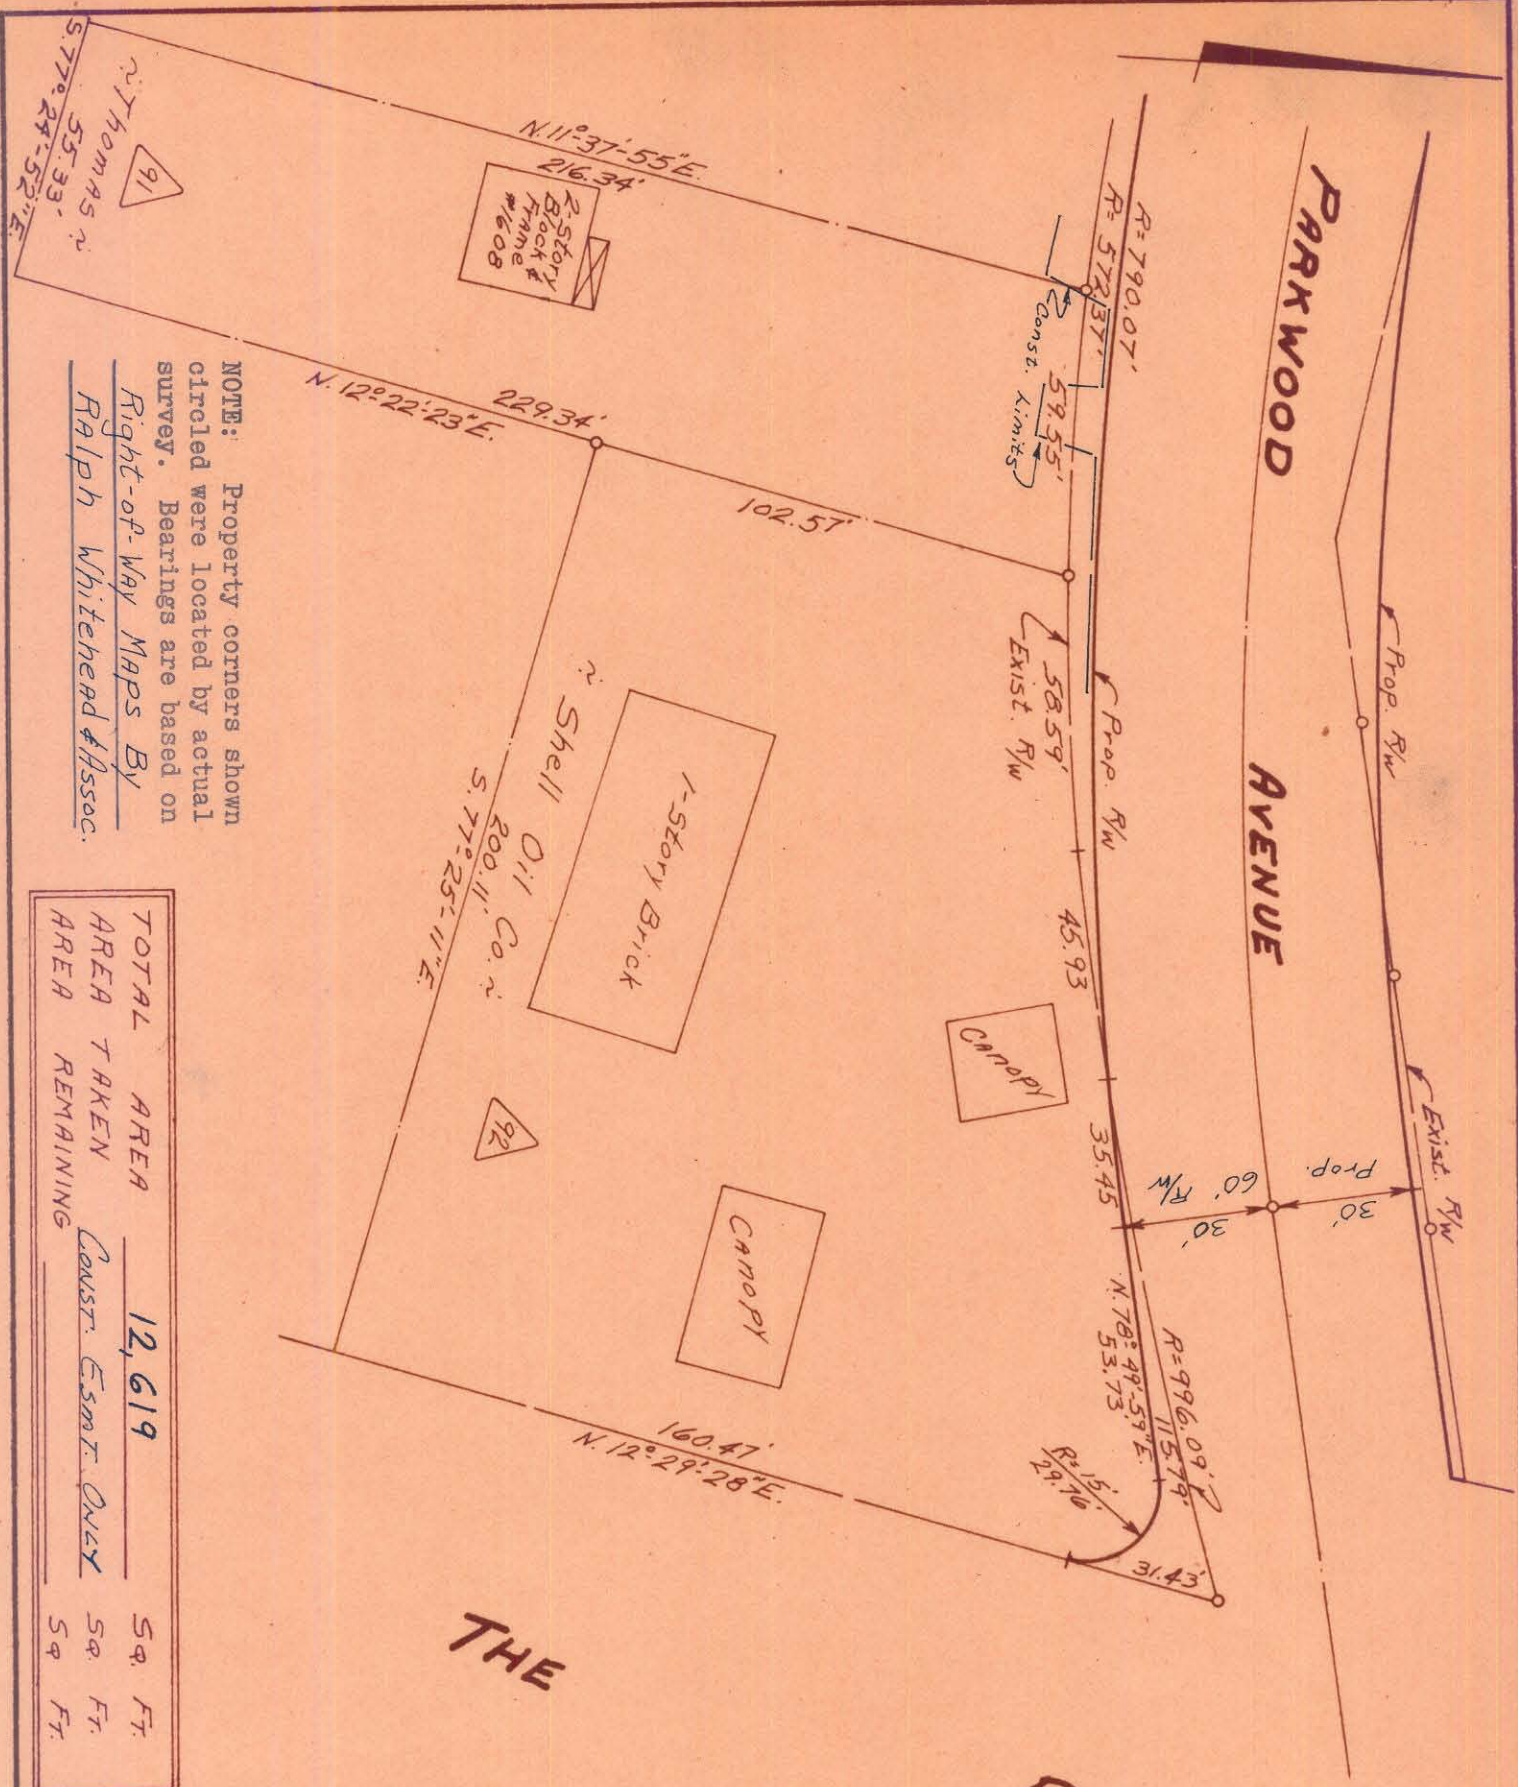 PARKWOOD AVENUE
Prop. R/W
Exist. R/W
Prop.
60' R/W
30'
30'
R=790.07'
R=572.37'
59.55'
Const. Limits
58.59'
Exist. R/W
Prop. R/W
45.93
35.45
N.78°-49'-59"E.
53.73
R=996.09'
115.79'
R=15'
29.76'
31.43'
N.11°-37'-55"E.
216.34'
2-Story
Block &
Frame
#1608
91
~ Thomas ~
55.33'
S.77°-24'-52"E.
229.34'
N.12°-22'-23"E.
102.57'
1-Story Brick
~ Shell Oil Co. ~
200.11'
S.77°-25'-11"E.
92
CANOPY
CANOPY
160.47'
N.12°-29'-28"E.
THE
NOTE: Property corners shown
circled were located by actual
survey. Bearings are based on
Right-of-Way Maps By
Ralph Whitehead & Assoc.
TOTAL AREA 12,619 SQ. FT.
AREA TAKEN CONST. ESMT. ONLY SQ. FT.
AREA REMAINING SQ FT.